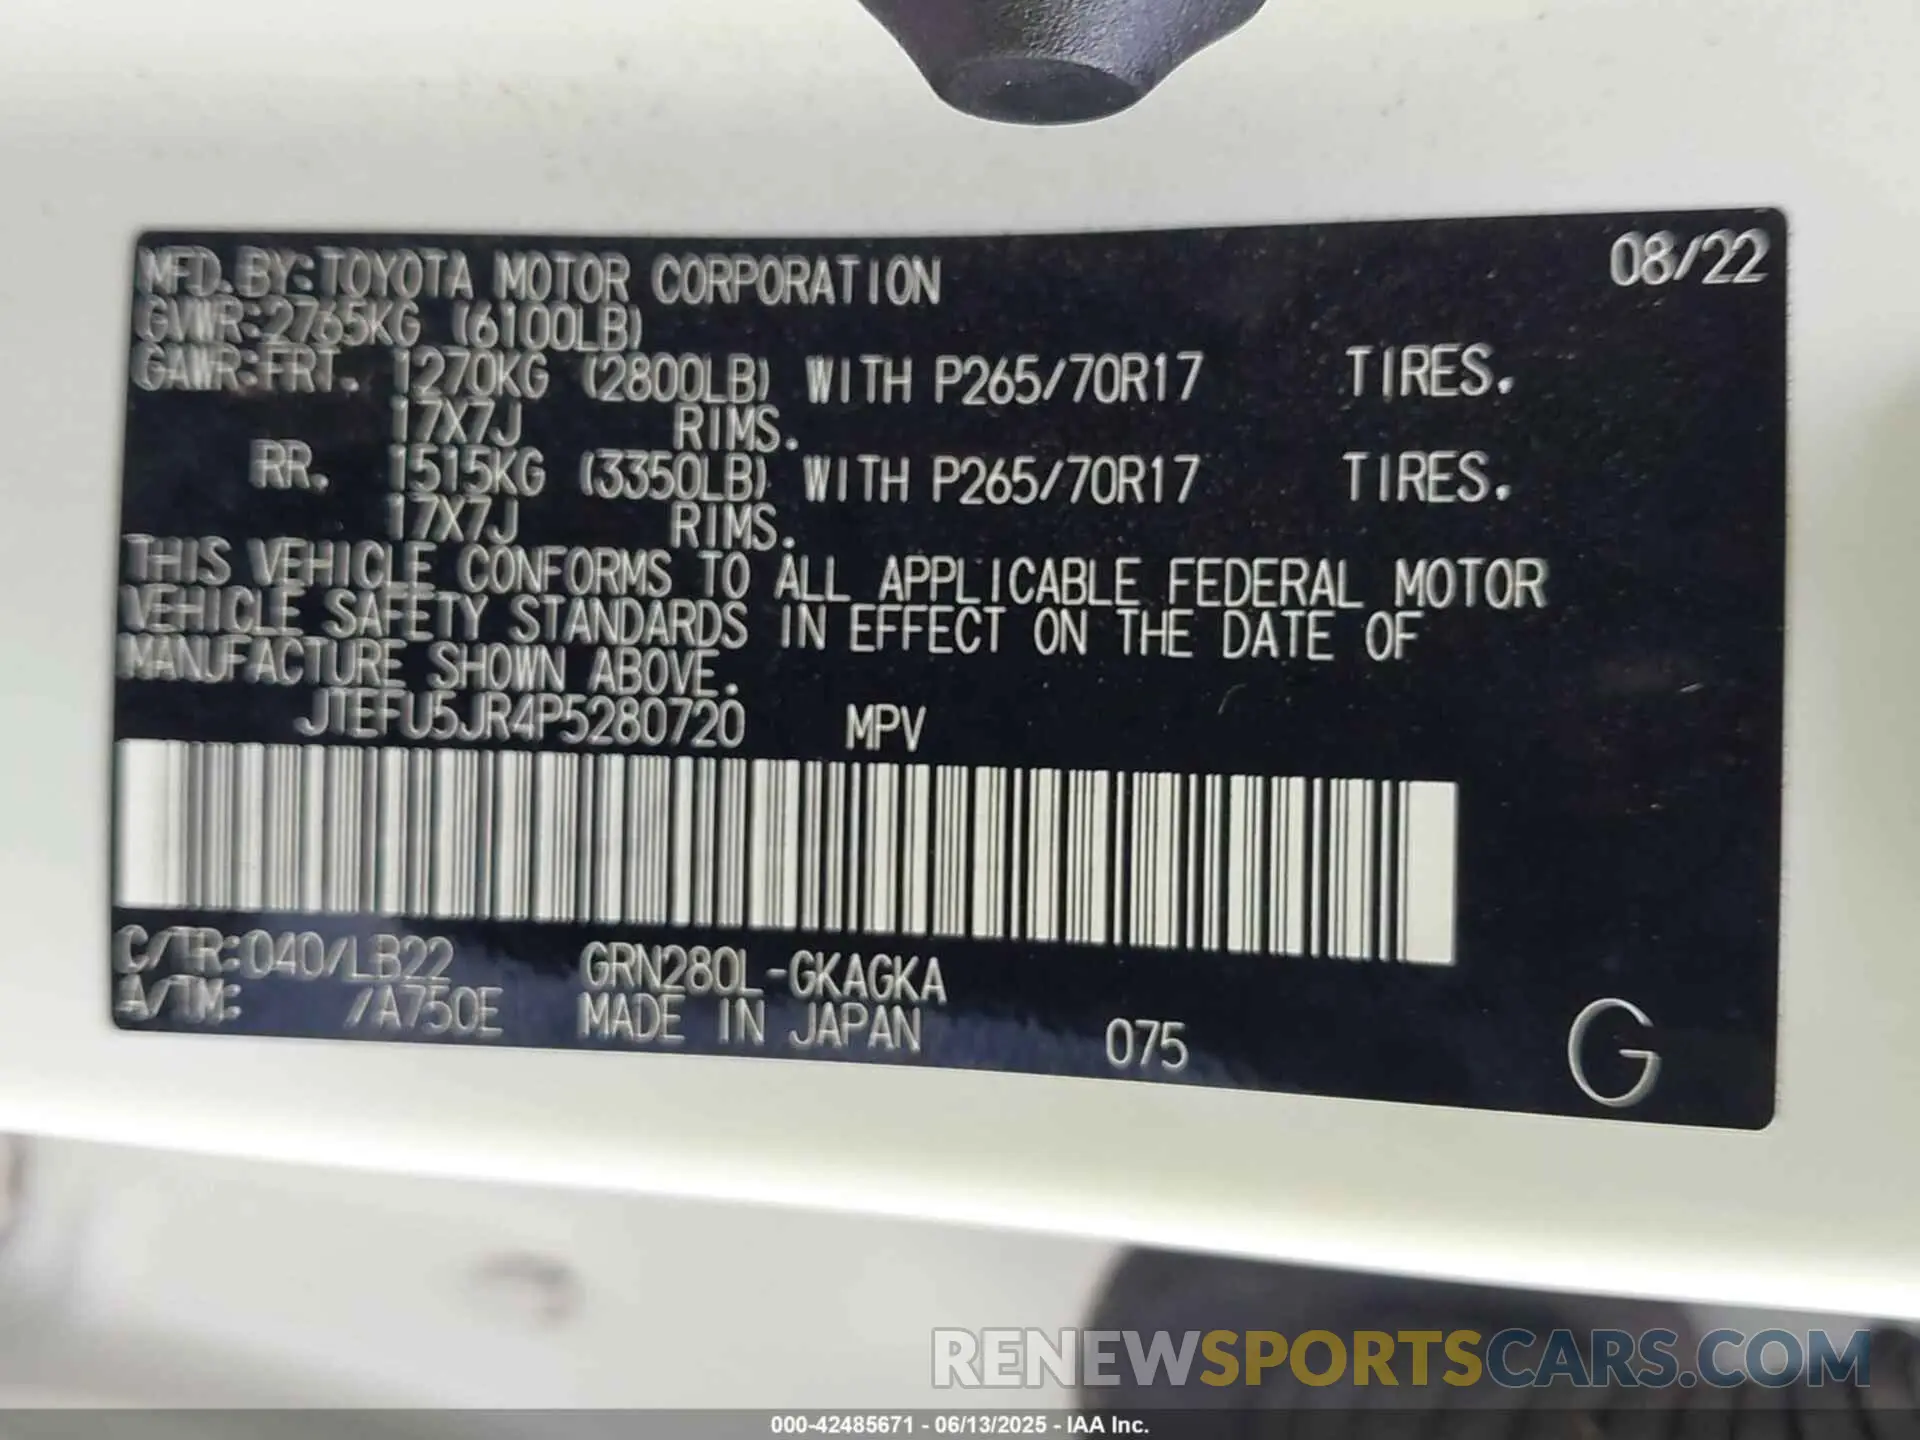 MFD. BY: TOYOTA MOTOR CORPORATION 08/22
GVWR: 2765KG (6100LB)
GAWR: FRT. 1270KG (2800LB) WITH P265/70R17 TIRES.
17X7J RIMS.
RR. 1515KG (3350LB) WITH P265/70R17 TIRES.
17X7J RIMS.
THIS VEHICLE CONFORMS TO ALL APPLICABLE FEDERAL MOTOR
VEHICLE SAFETY STANDARDS IN EFFECT ON THE DATE OF
MANUFACTURE SHOWN ABOVE.
JTEFU5JR4P5280720 MPV
C/TR: 040/LB22 GRN280L-GKAGKA
A/TM: /A750E MADE IN JAPAN 075 G
RENEWSPORTSCARS.COM
000-42485671 - 06/13/2025 - IAA Inc.